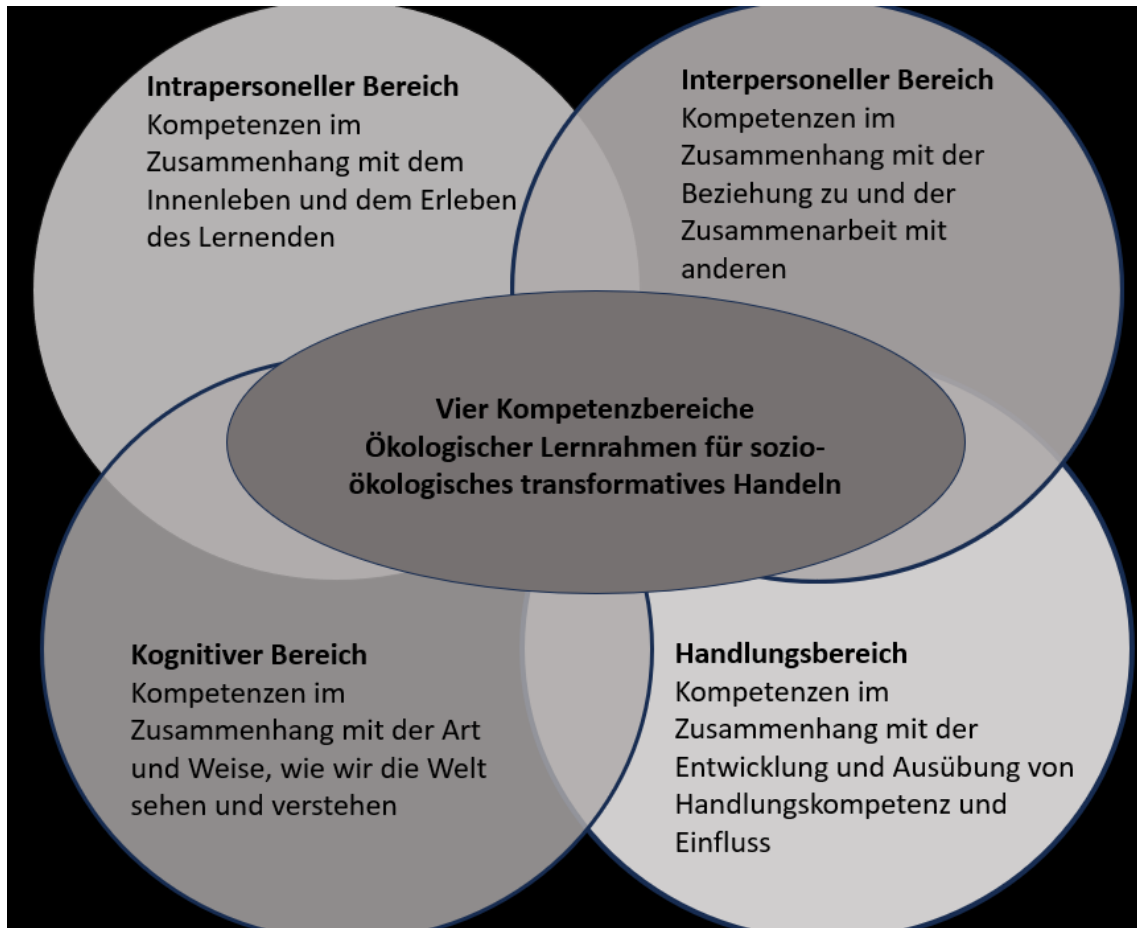 Intrapersoneller Bereich
Kompetenzen im
Zusammenhang mit dem
Innenleben und dem Erleben
des Lernenden
Interpersoneller Bereich
Kompetenzen im
Zusammenhang mit der
Beziehung zu und der
Zusammenarbeit mit
anderen
Vier Kompetenzbereiche
Ökologischer Lernrahmen für sozio-
ökologisches transformatives Handeln
Kognitiver Bereich
Kompetenzen im
Zusammenhang mit der Art
und Weise, wie wir die Welt
sehen und verstehen
Handlungsbereich
Kompetenzen im
Zusammenhang mit der
Entwicklung und Ausübung von
Handlungskompetenz und
Einfluss